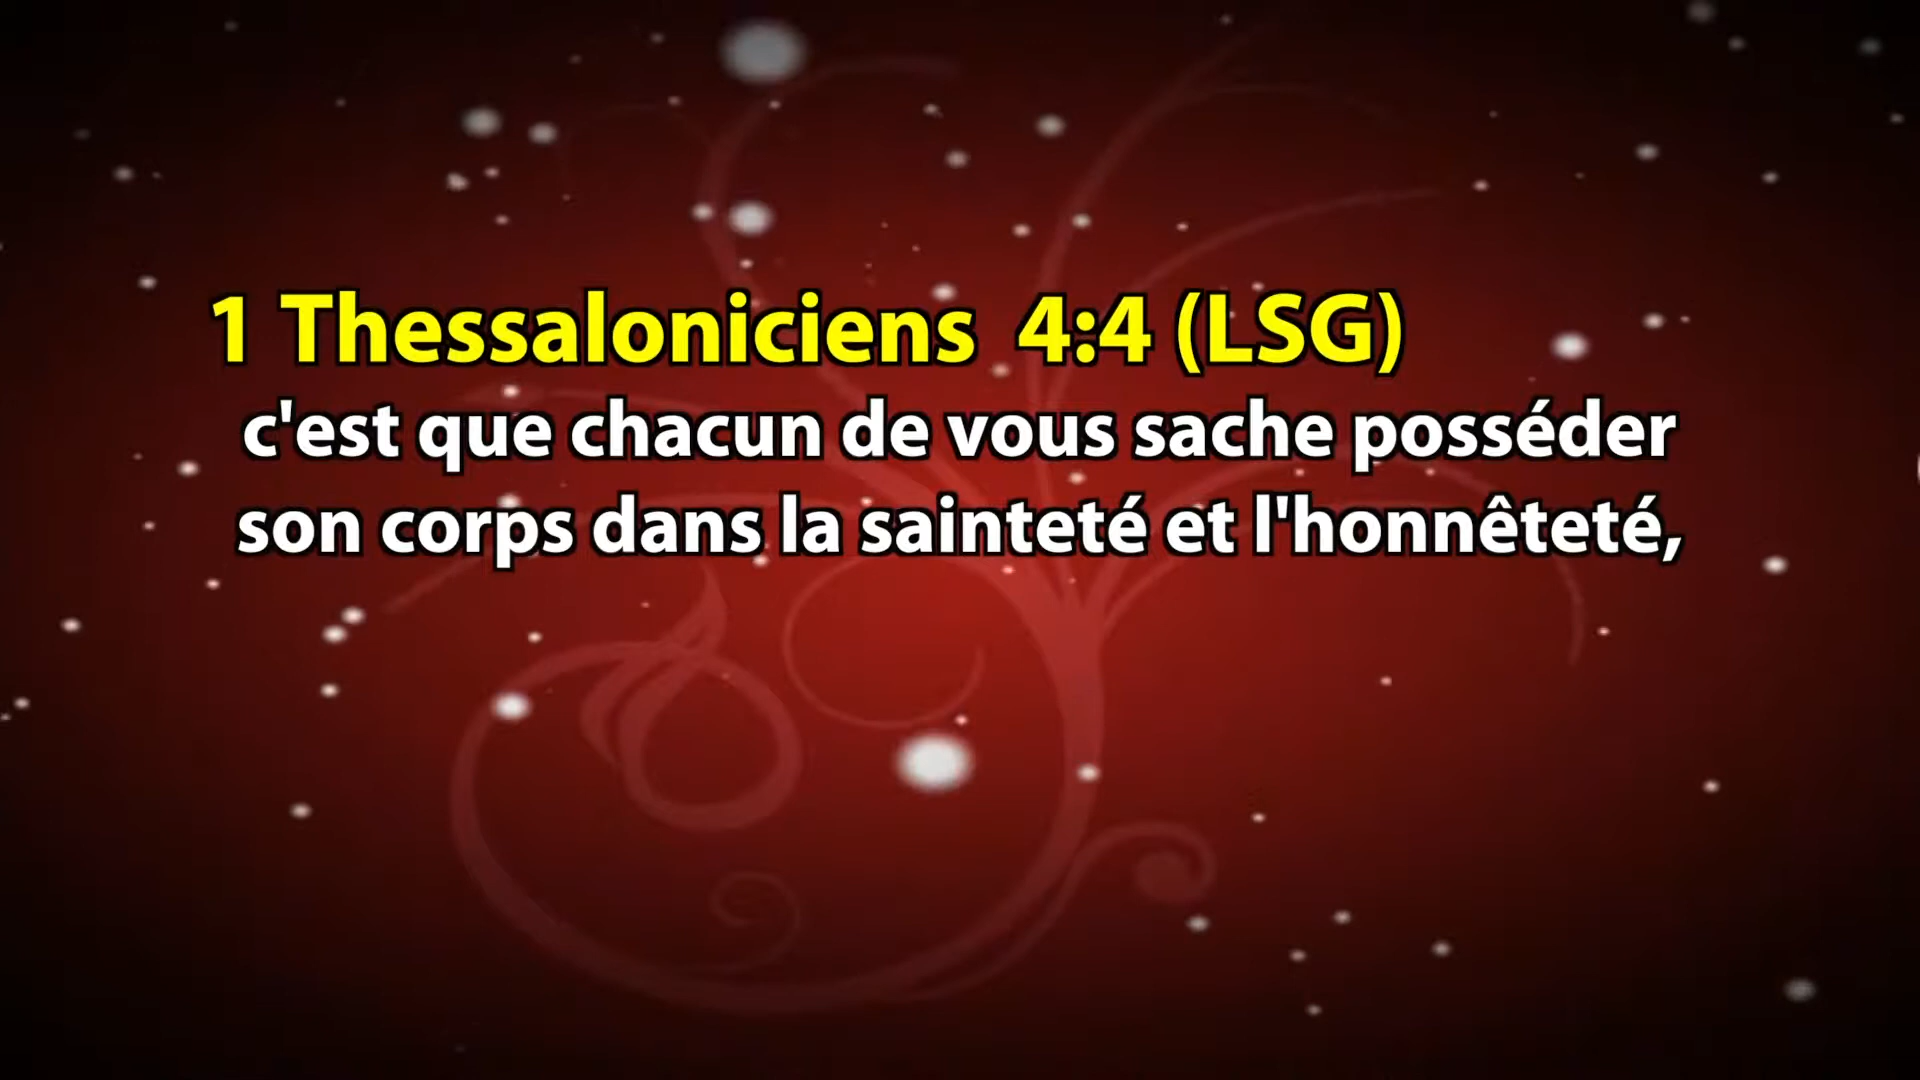 1 Thessaloniciens  4:4 (LSG)
c'est que chacun de vous sache posséder
son corps dans la sainteté et l'honnêteté,